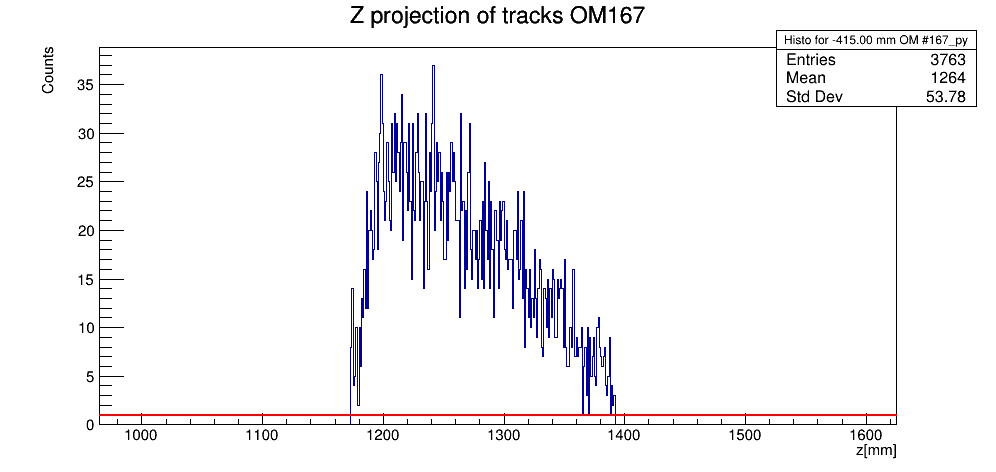 Z projection of tracks OM167
Histo for -415.00 mm OM #167_py
Entries 3763
Mean 1264
Std Dev 53.78
Counts
35
30
25
20
15
10
5
0
1000 1100 1200 1300 1400 1500 1600
z[mm]